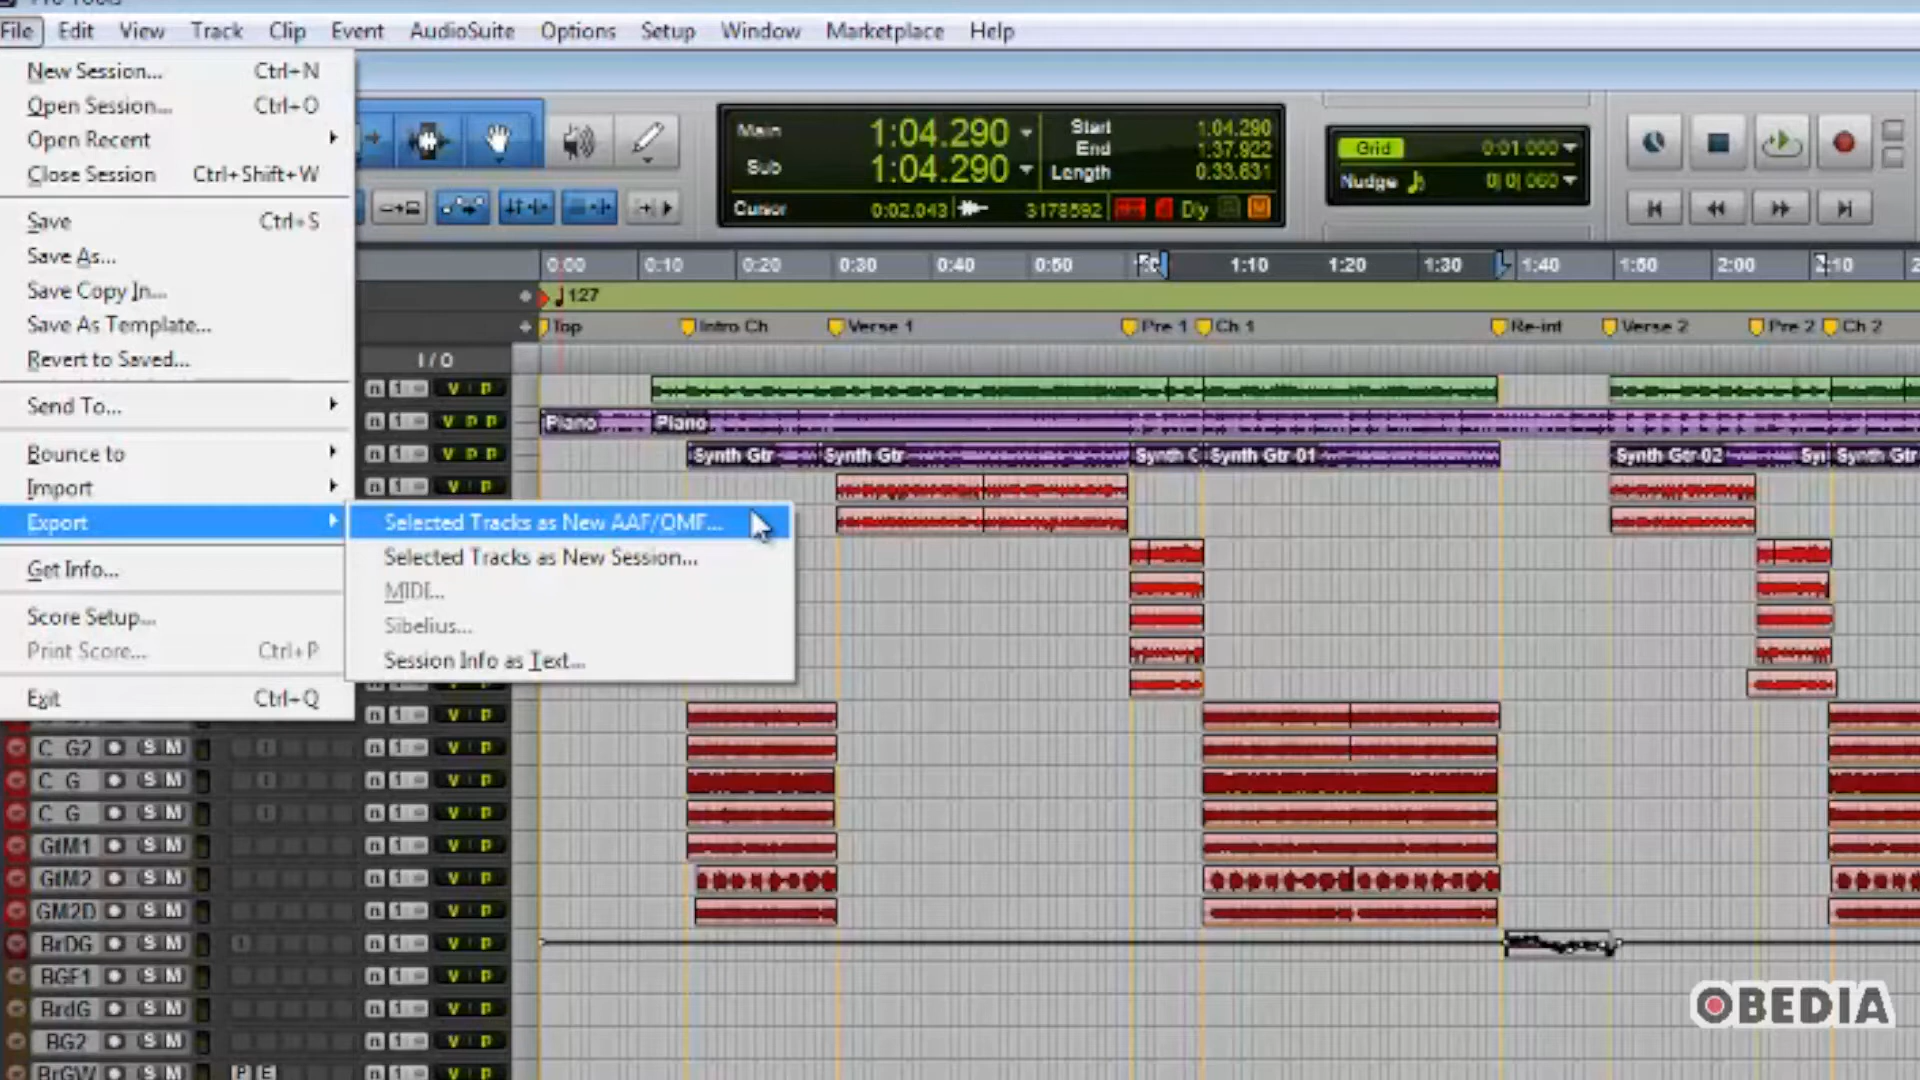 Pro Tools
File Edit View Track Clip Event AudioSuite Options Setup Window Marketplace Help
New Session... Ctrl+N
Open Session... Ctrl+O
Open Recent
Close Session Ctrl+Shift+W
Save Ctrl+S
Save As...
Save Copy In...
Save As Template...
Revert to Saved...
Send To...
Bounce to
Import
Export
Get Info...
Score Setup...
Print Score... Ctrl+P
Exit Ctrl+Q
Selected Tracks as New AAF/OMF...
Selected Tracks as New Session...
MIDI...
Sibelius...
Session Info as Text...
Main 1:04.290 Start 1:04.290
End 1:37.922
Sub 1:04.290 Length 0:33.631
Cursor 0:02.043 3178592 Dly
Grid 0:01.000
Nudge 0|0|060
0:00 0:10 0:20 0:30 0:40 0:50 1:10 1:20 1:30 1:40 1:50 2:00 2:10
127
Top Intro Ch Verse 1 Pre 1 Ch 1 Re-int Verse 2 Pre 2 Ch 2
I / O
Piano Piano
Synth Gtr Synth Gtr Synth G Synth Gtr 01 Synth Gtr 02 Syn Synth Gtr
C G2 S M
C G S M
C G S M
GtM1 S M
GtM2 S M
GM2D S M
BrDG S M
BGF1 S M
BrdG S M
BG2 S M
BrGW S M P E
OBEDIA